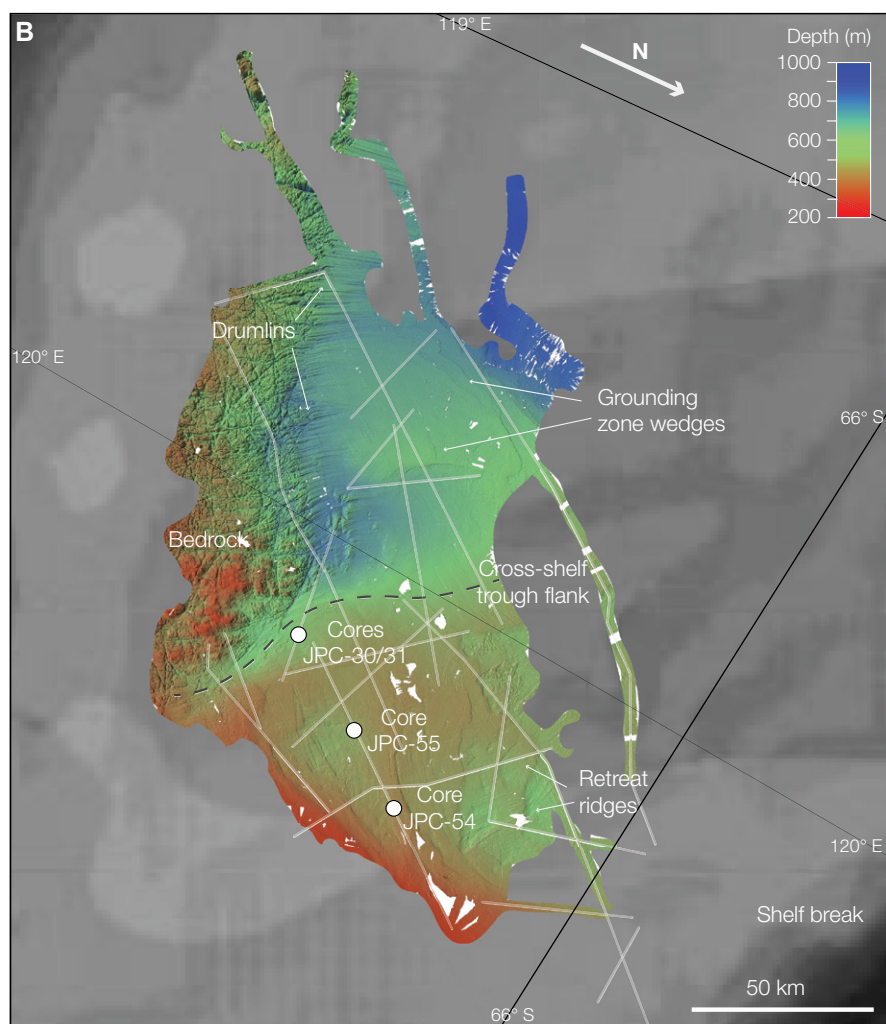 B
119° E
N
Depth (m)
1000
800
600
400
200
Drumlins
120° E
Grounding
zone wedges
66° S
Bedrock
Cross-shelf
trough flank
Cores
JPC-30/31
Core
JPC-55
Retreat
ridges
Core
JPC-54
120° E
Shelf break
50 km
66° S